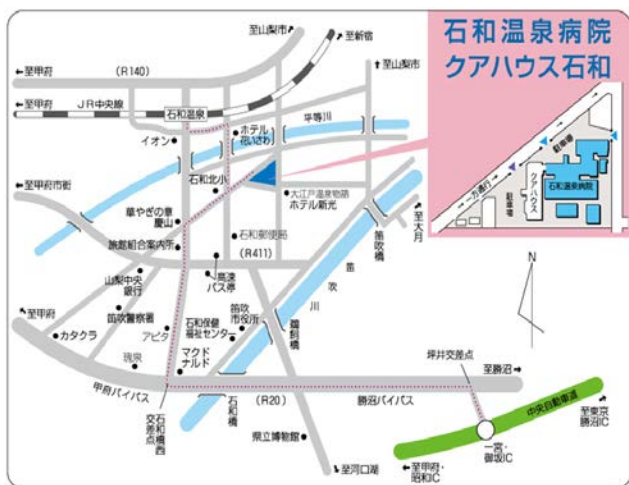 石和温泉病院
クアハウス石和
一方通行
駐車場
クアハウス
石和温泉病院
駐車場
至山梨市
至新宿
至甲府
(R140)
至山梨市
至甲府
JR中央線
石和温泉
平等川
イオン
ホテル
花いさわ
石和北小
大江戸温泉物語
ホテル新光
至大月
至甲府市街
華やぎの章
慶山
旅館組合案内所
石和郵便局
(R411)
笛吹橋
笛吹川
山梨中央
銀行
高速
バス停
至甲府
笛吹警察署
カタクラ
アピタ
石和保健
福祉センター
笛吹
市役所
鵜飼橋
瑰泉
マクド
ナルド
甲府バイパス
石和橋西
交差点
石和橋
(R20)
勝沼バイパス
坪井交差点
至勝沼
中央自動車道
至東京
勝沼IC
県立博物館
至河口湖
一宮・
御坂IC
至甲府・
昭和IC
N